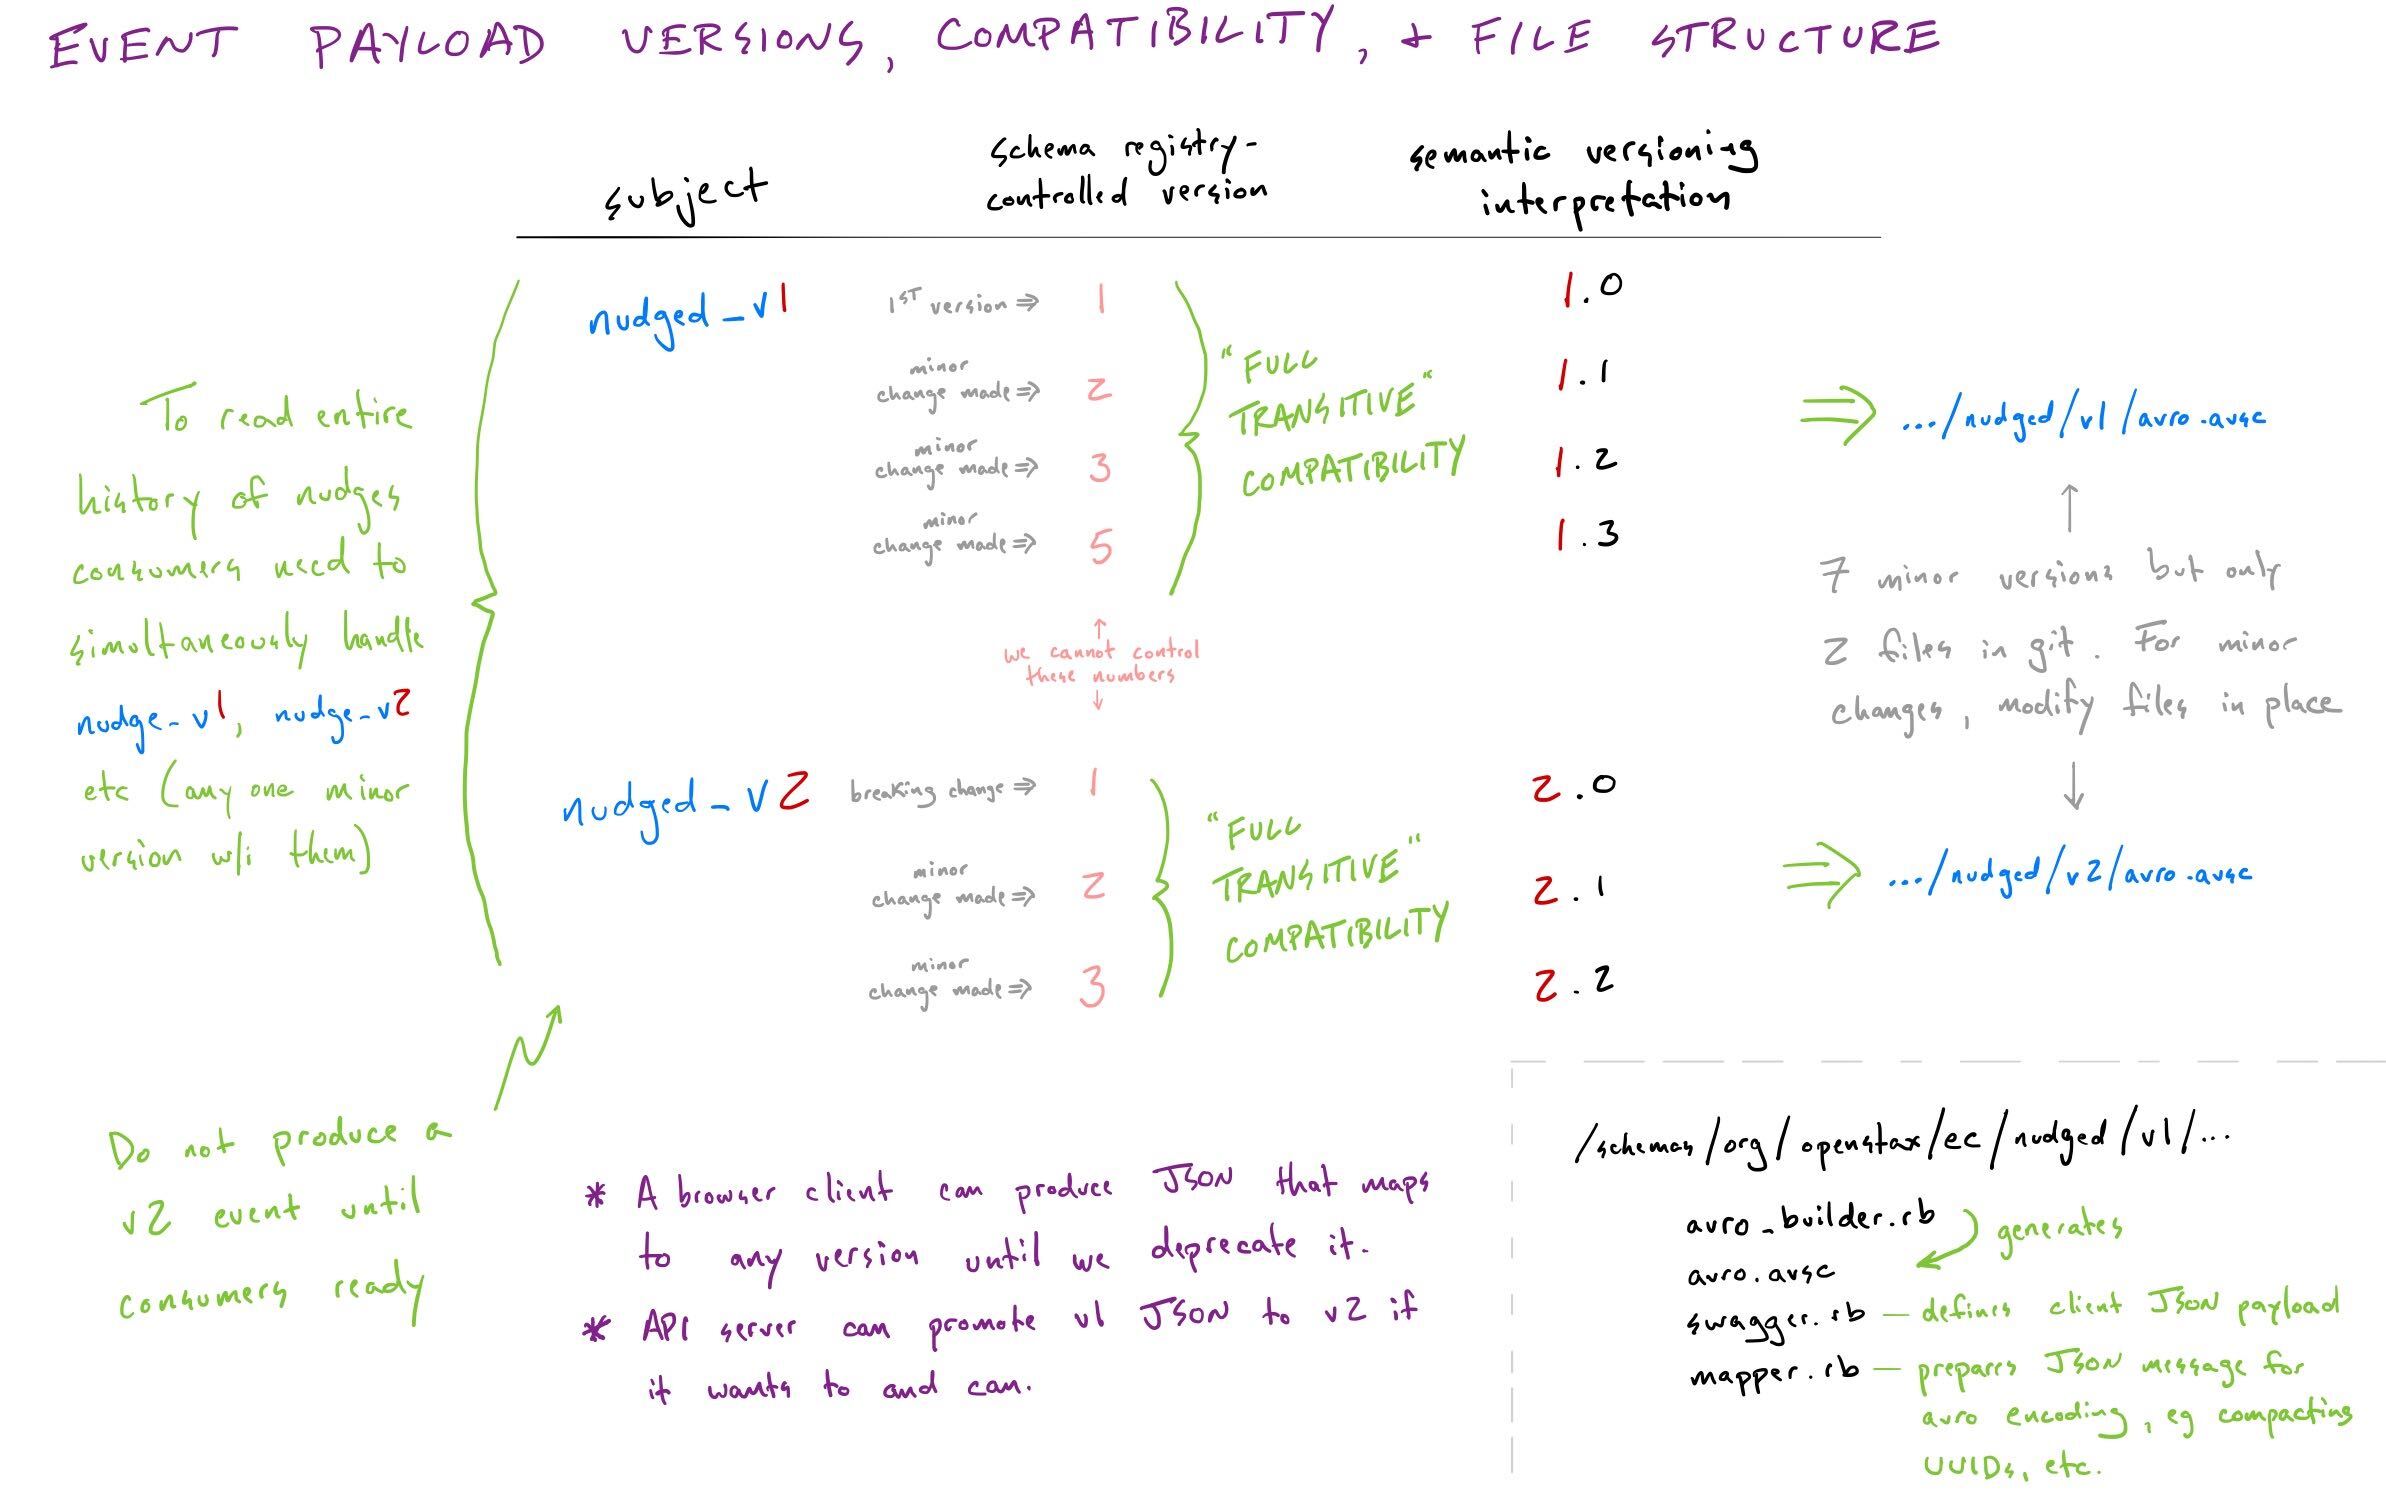 EVENT PAYLOAD VERSIONS, COMPATIBILITY, + FILE STRUCTURE
subject
schema registry-
controlled version
semantic versioning
interpretation
To read entire
history of nudges
consumers need to
simultaneously handle
nudge_v1, nudge_v2
etc (any one minor
version w/i them)
nudged_v1
1ST version ⇒ 1
minor
change made ⇒ 2
minor
change made ⇒ 3
minor
change made ⇒ 5
"FULL
TRANSITIVE"
COMPATIBILITY
1.0
1.1
1.2
1.3
⇒ .../nudged/v1/avro.avsc
↑
we cannot control
these numbers
↓
↑
7 minor versions but only
2 files in git. For minor
changes, modify files in place
↓
nudged_v2
breaking change ⇒ 1
minor
change made ⇒ 2
minor
change made ⇒ 3
"FULL
TRANSITIVE"
COMPATIBILITY
2.0
2.1
2.2
⇒ .../nudged/v2/avro.avsc
Do not produce a
v2 event until
consumers ready
* A browser client can produce JSON that maps
to any version until we deprecate it.
* API server can promote v1 JSON to v2 if
it wants to and can.
/schemas/org/openstax/ec/nudged/v1/...
avro_builder.rb
generates
avro.avsc
swagger.rb — defines client JSON payload
mapper.rb — prepares JSON message for
avro encoding, eg compacting
UUIDs, etc.